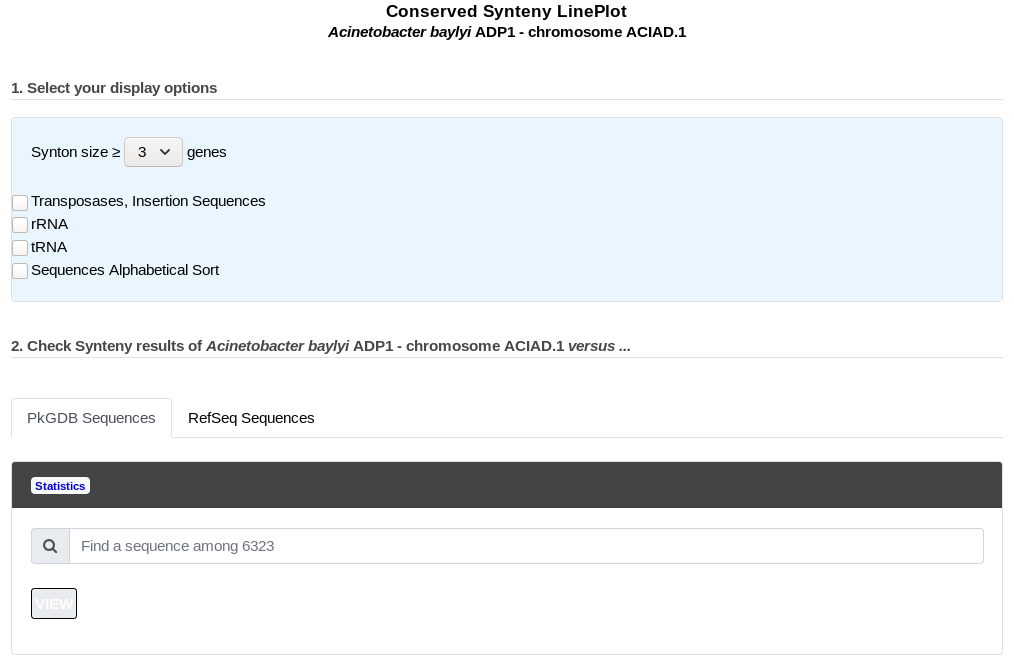 Conserved Synteny LinePlot
Acinetobacter baylyi ADP1 - chromosome ACIAD.1
1. Select your display options
Synton size ≥ 3 genes
Transposases, Insertion Sequences
rRNA
tRNA
Sequences Alphabetical Sort
2. Check Synteny results of Acinetobacter baylyi ADP1 - chromosome ACIAD.1 versus ...
PkGDB Sequences RefSeq Sequences
Statistics
Find a sequence among 6323
VIEW